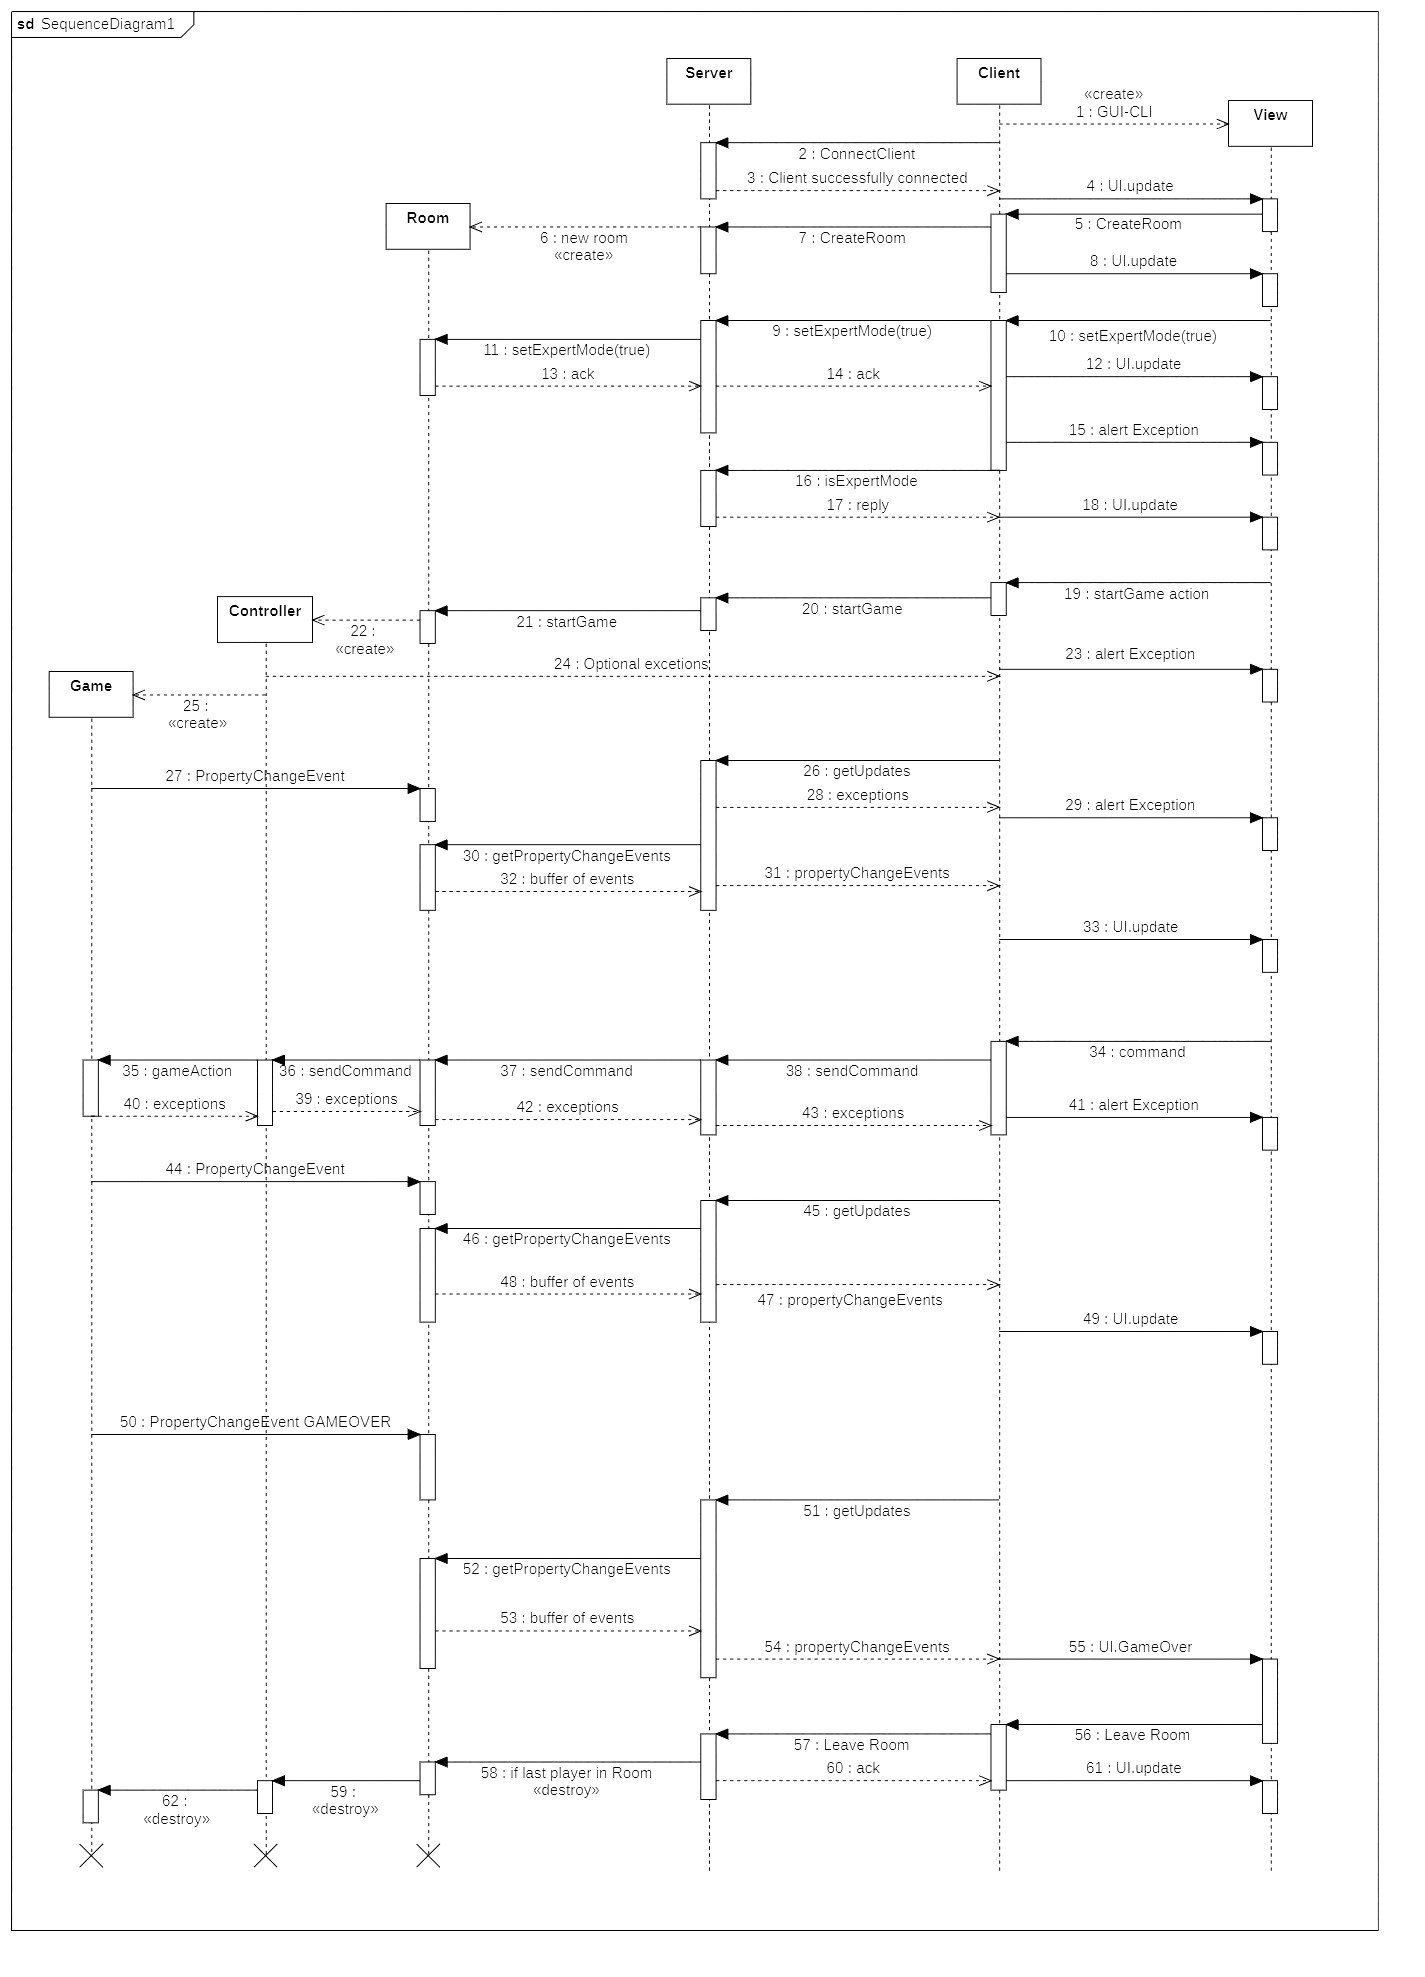 sd SequenceDiagram1
Server
Client
«create»
1 : GUI-CLI
View
2 : ConnectClient
3 : Client successfully connected
4 : UI.update
Room
5 : CreateRoom
6 : new room
«create»
7 : CreateRoom
8 : UI.update
9 : setExpertMode(true)
10 : setExpertMode(true)
11 : setExpertMode(true)
12 : UI.update
13 : ack
14 : ack
15 : alert Exception
16 : isExpertMode
17 : reply
18 : UI.update
19 : startGame action
20 : startGame
Controller
21 : startGame
22 :
«create»
23 : alert Exception
24 : Optional excetions
Game
25 :
«create»
26 : getUpdates
27 : PropertyChangeEvent
28 : exceptions
29 : alert Exception
30 : getPropertyChangeEvents
31 : propertyChangeEvents
32 : buffer of events
33 : UI.update
34 : command
35 : gameAction
36 : sendCommand
37 : sendCommand
38 : sendCommand
39 : exceptions
40 : exceptions
41 : alert Exception
42 : exceptions
43 : exceptions
44 : PropertyChangeEvent
45 : getUpdates
46 : getPropertyChangeEvents
48 : buffer of events
47 : propertyChangeEvents
49 : UI.update
50 : PropertyChangeEvent GAMEOVER
51 : getUpdates
52 : getPropertyChangeEvents
53 : buffer of events
54 : propertyChangeEvents
55 : UI.GameOver
56 : Leave Room
57 : Leave Room
58 : if last player in Room
«destroy»
60 : ack
61 : UI.update
59 :
«destroy»
62 :
«destroy»